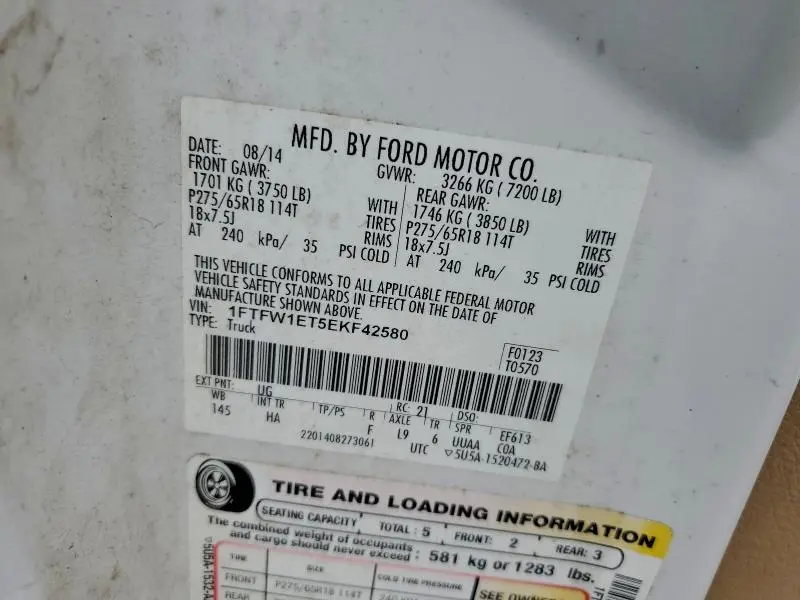 MFD. BY FORD MOTOR CO.
DATE: 08/14 GVWR: 3266 KG ( 7200 LB)
FRONT GAWR: REAR GAWR:
1701 KG ( 3750 LB) WITH 1746 KG ( 3850 LB) WITH
P275/65R18 114T TIRES P275/65R18 114T TIRES
18x7.5J RIMS 18x7.5J RIMS
AT 240 kPa/ 35 PSI COLD AT 240 kPa/ 35 PSI COLD
THIS VEHICLE CONFORMS TO ALL APPLICABLE FEDERAL MOTOR
VEHICLE SAFETY STANDARDS IN EFFECT ON THE DATE OF
MANUFACTURE SHOWN ABOVE.
VIN: 1FTFW1ET5EKF42580
TYPE: Truck
F0123
T0570
EXT PNT: UG RC: 21 DSO:
WB INT TR TP/PS R AXLE TR SPR EF613
145 HA F L9 6 UUAA COA
2201408273061 UTC ▽5U5A-1520472-BA
TIRE AND LOADING INFORMATION
SEATING CAPACITY TOTAL: 5 FRONT: 2 REAR: 3
The combined weight of occupants
and cargo should never exceed : 581 kg or 1283 lbs.
TIRE SIZE COLD TIRE PRESSURE
FRONT P275/65R18 114T SEE OWNER'S
REAR